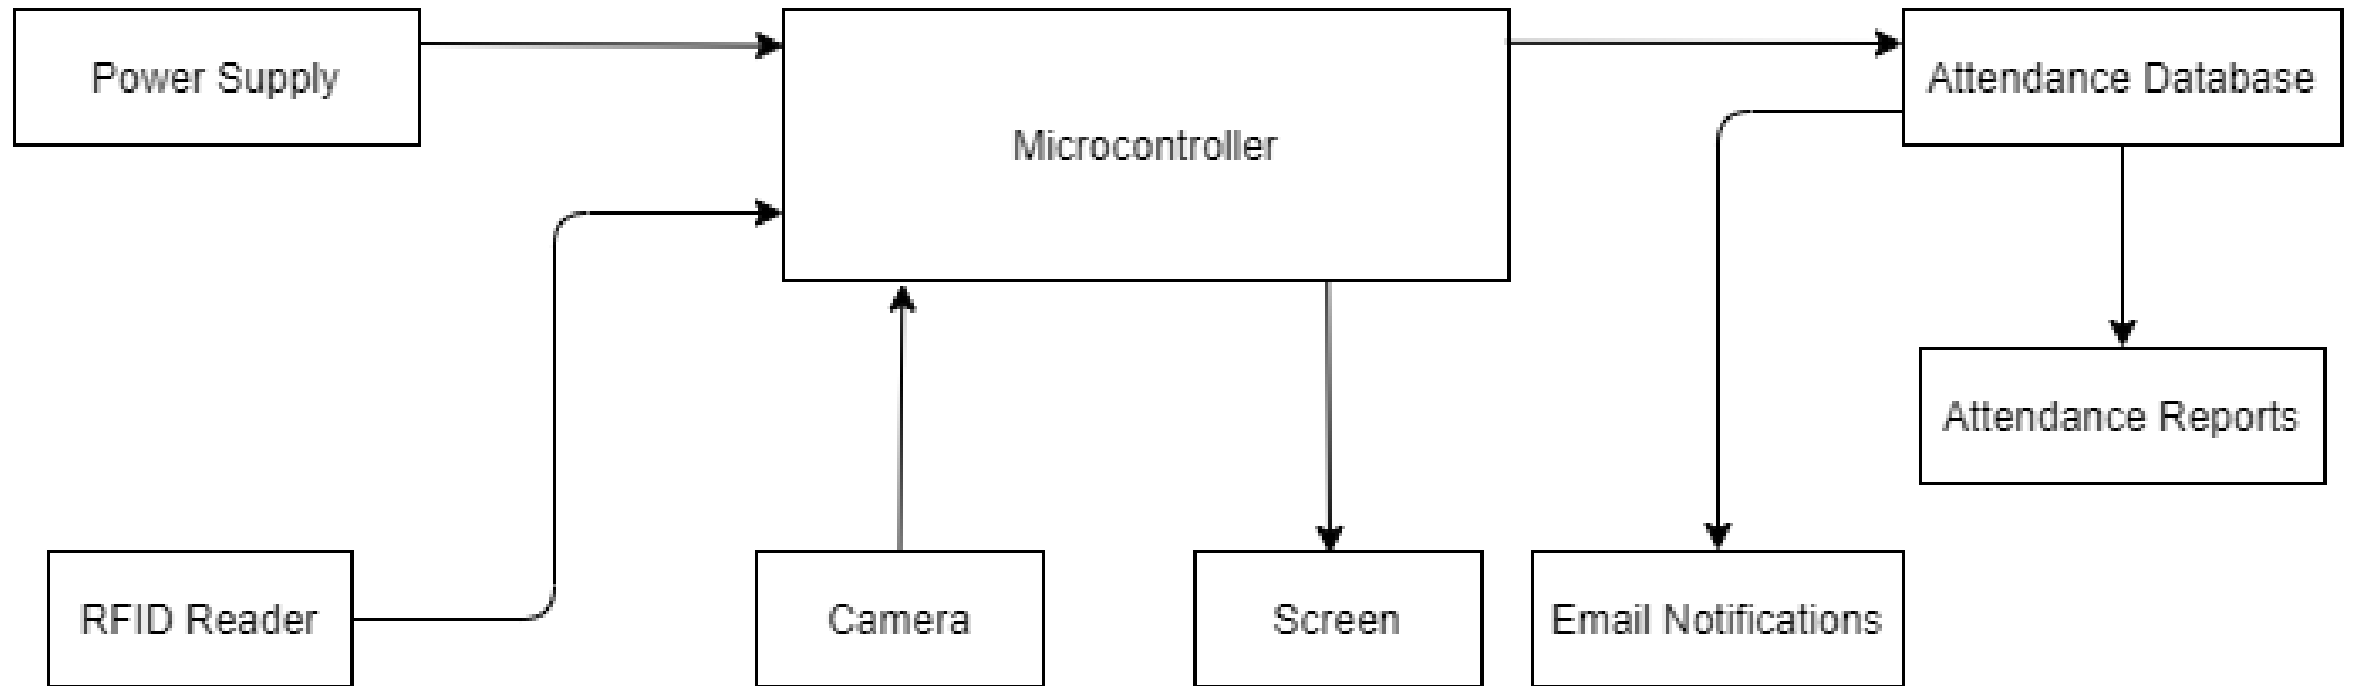 Power Supply
Microcontroller
Attendance Database
Attendance Reports
RFID Reader
Camera
Screen
Email Notifications